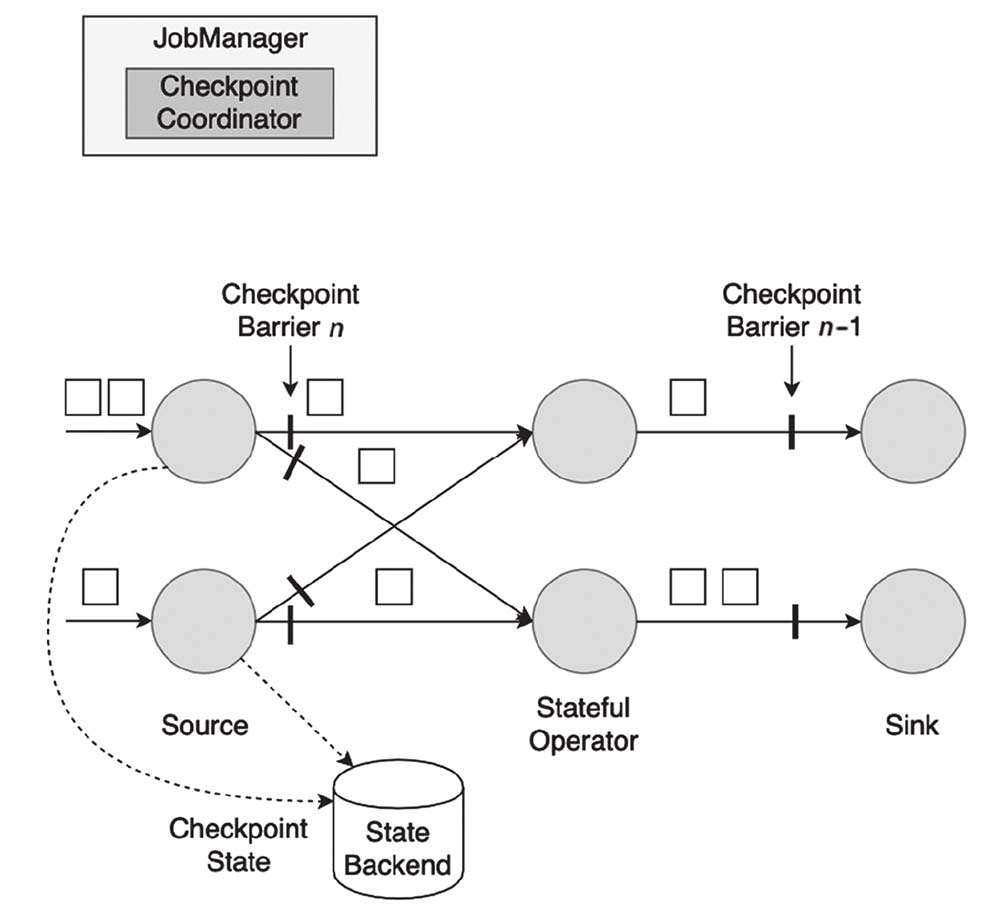 JobManager
Checkpoint
Coordinator
Checkpoint
Barrier n
Checkpoint
Barrier n-1
Source
Stateful
Operator
Sink
Checkpoint
State
State
Backend